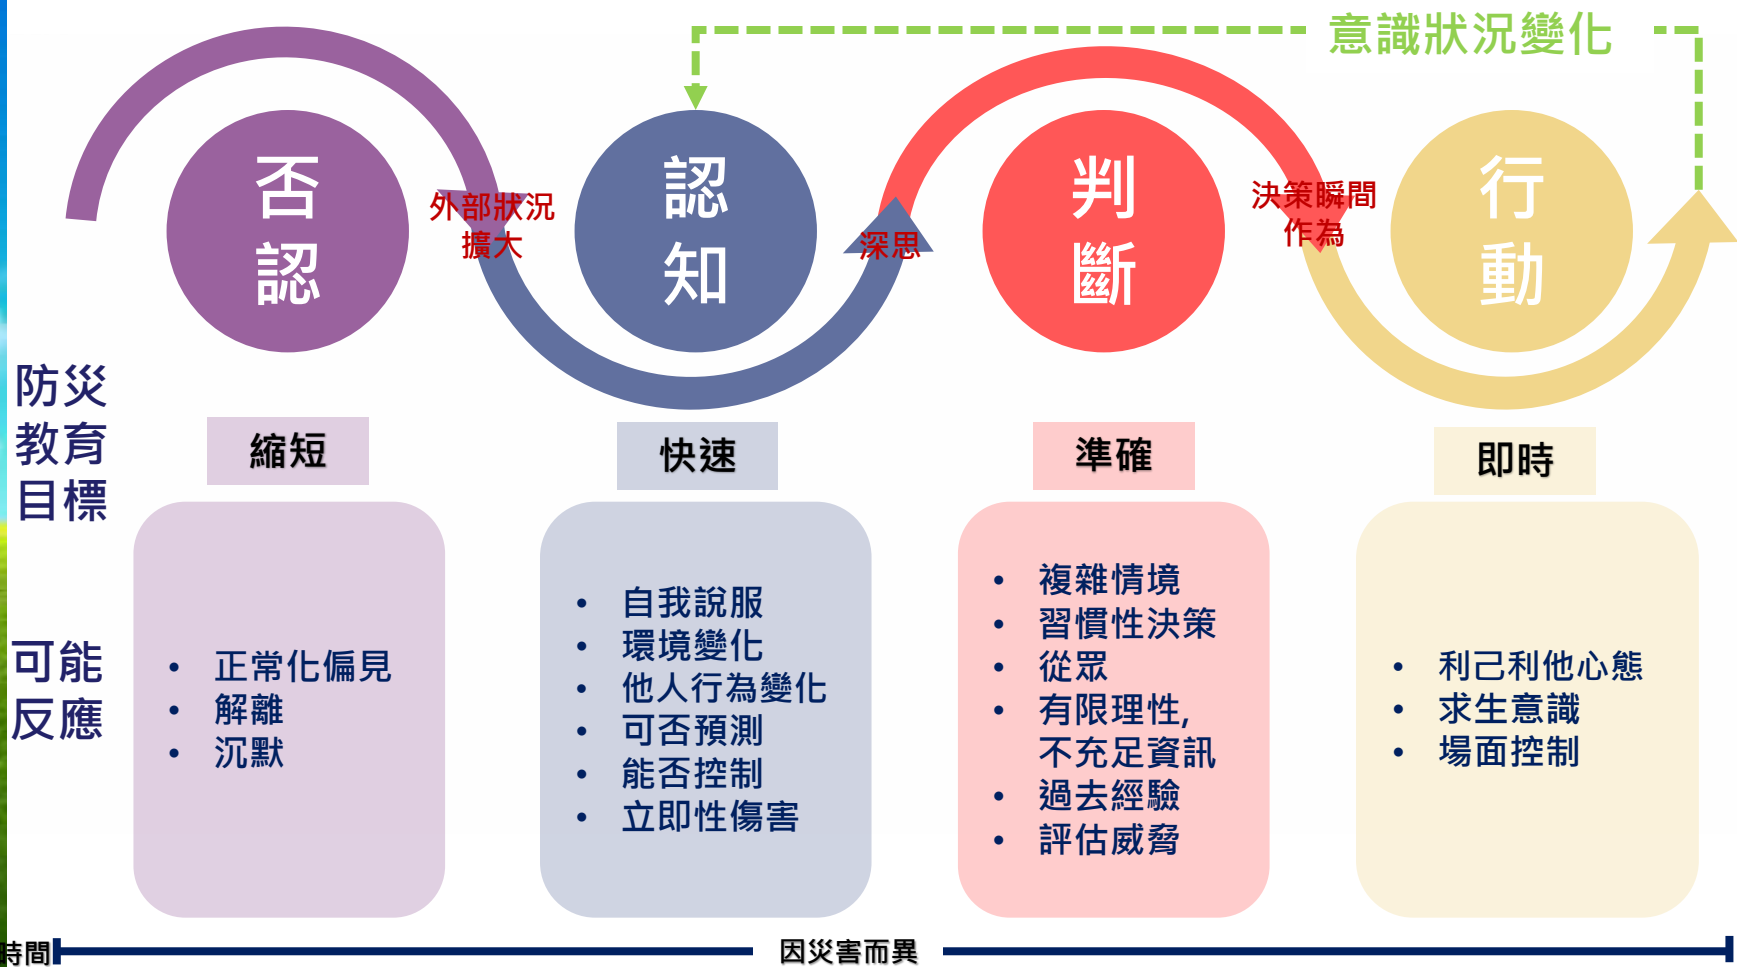 意識狀況變化
否
認
外部狀況
擴大
認
知
深思
判
斷
決策瞬間
作為
行
動
防災
教育
目標
縮短
快速
準確
即時
可能
反應
• 正常化偏見
• 解離
• 沉默
• 自我說服
• 環境變化
• 他人行為變化
• 可否預測
• 能否控制
• 立即性傷害
• 複雜情境
• 習慣性決策
• 從眾
• 有限理性,
不充足資訊
• 過去經驗
• 評估威脅
• 利己利他心態
• 求生意識
• 場面控制
時間
因災害而異